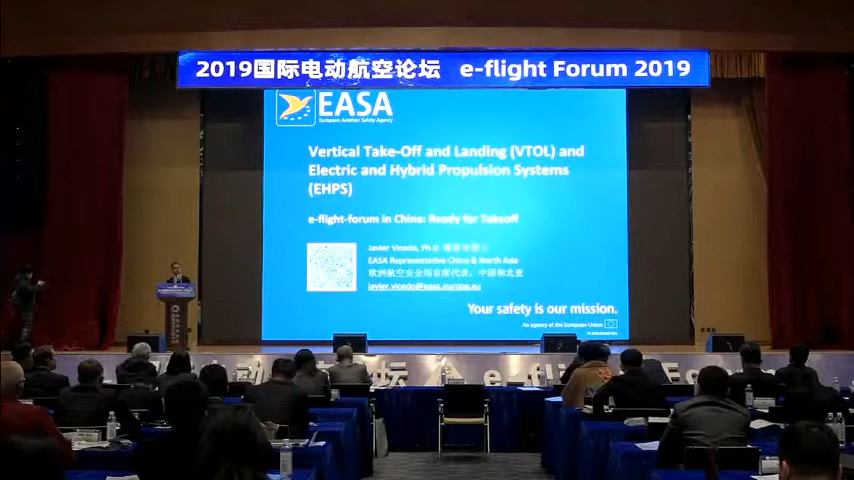 2019国际电动航空论坛 e-flight Forum 2019
EASA
European Aviation Safety Agency
Vertical Take-Off and Landing (VTOL) and
Electric and Hybrid Propulsion Systems
(EHPS)
e-flight-forum in China: Ready for Takeoff
Javier Vicedo, Ph.D
EASA Representative China & North Asia
欧洲航空安全局首席代表，中国和北亚
javier.vicedo@easa.europa.eu
Your safety is our mission.
An agency of the European Union